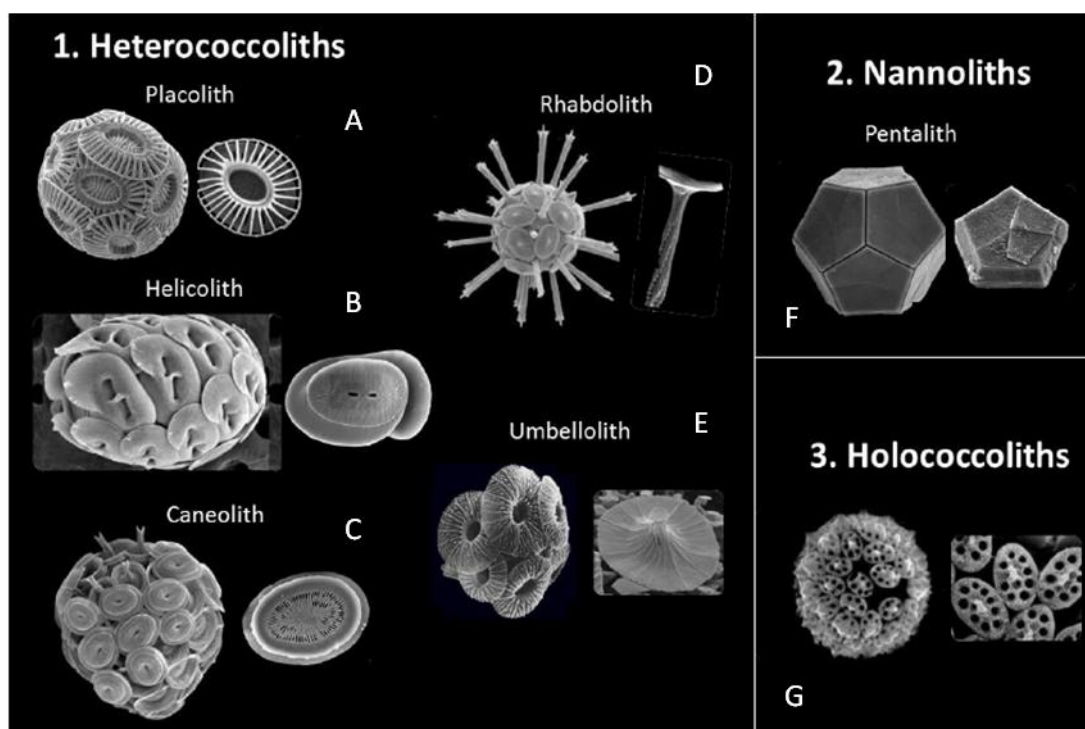 1. Heterococcoliths
Placolith
A
Helicolith
B
Caneolith
C
D
Rhabdolith
Umbellolith
E
2. Nannoliths
Pentalith
F
3. Holococcoliths
G